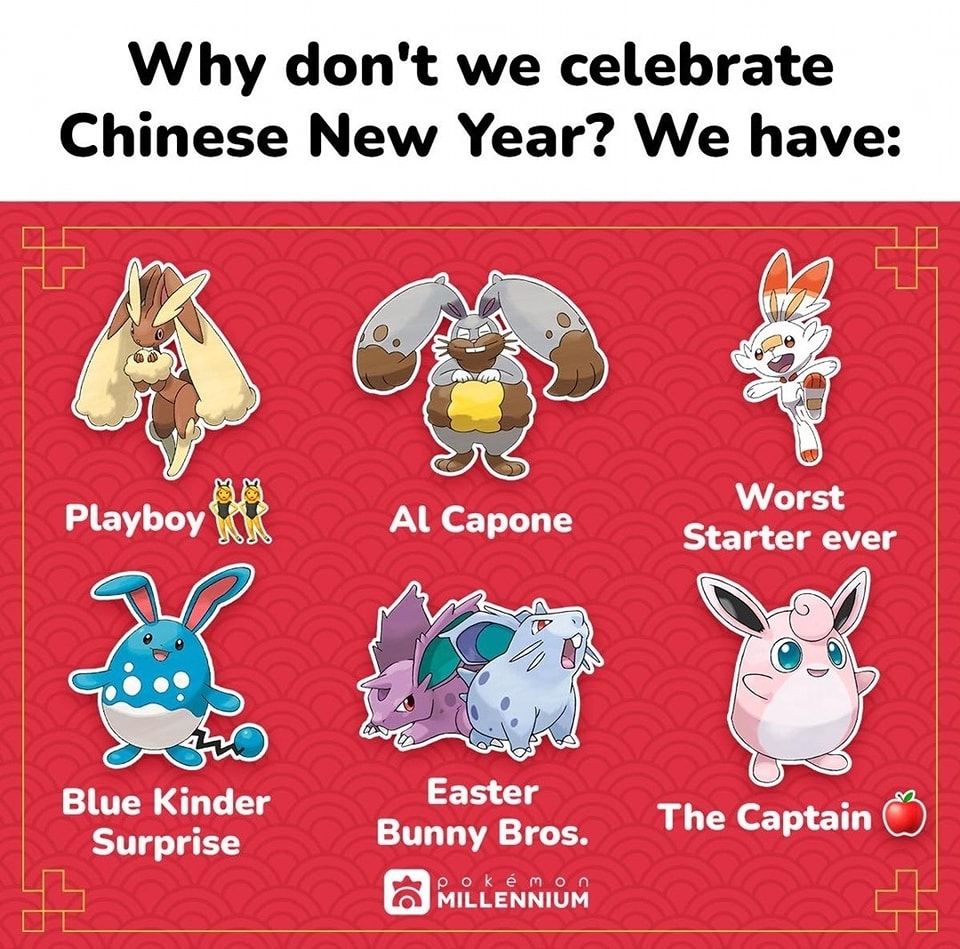 Why don't we celebrate
Chinese New Year? We have:
Playboy
Al Capone
Worst
Starter ever
Blue Kinder
Surprise
Easter
Bunny Bros.
The Captain
pokémon
MILLENNIUM